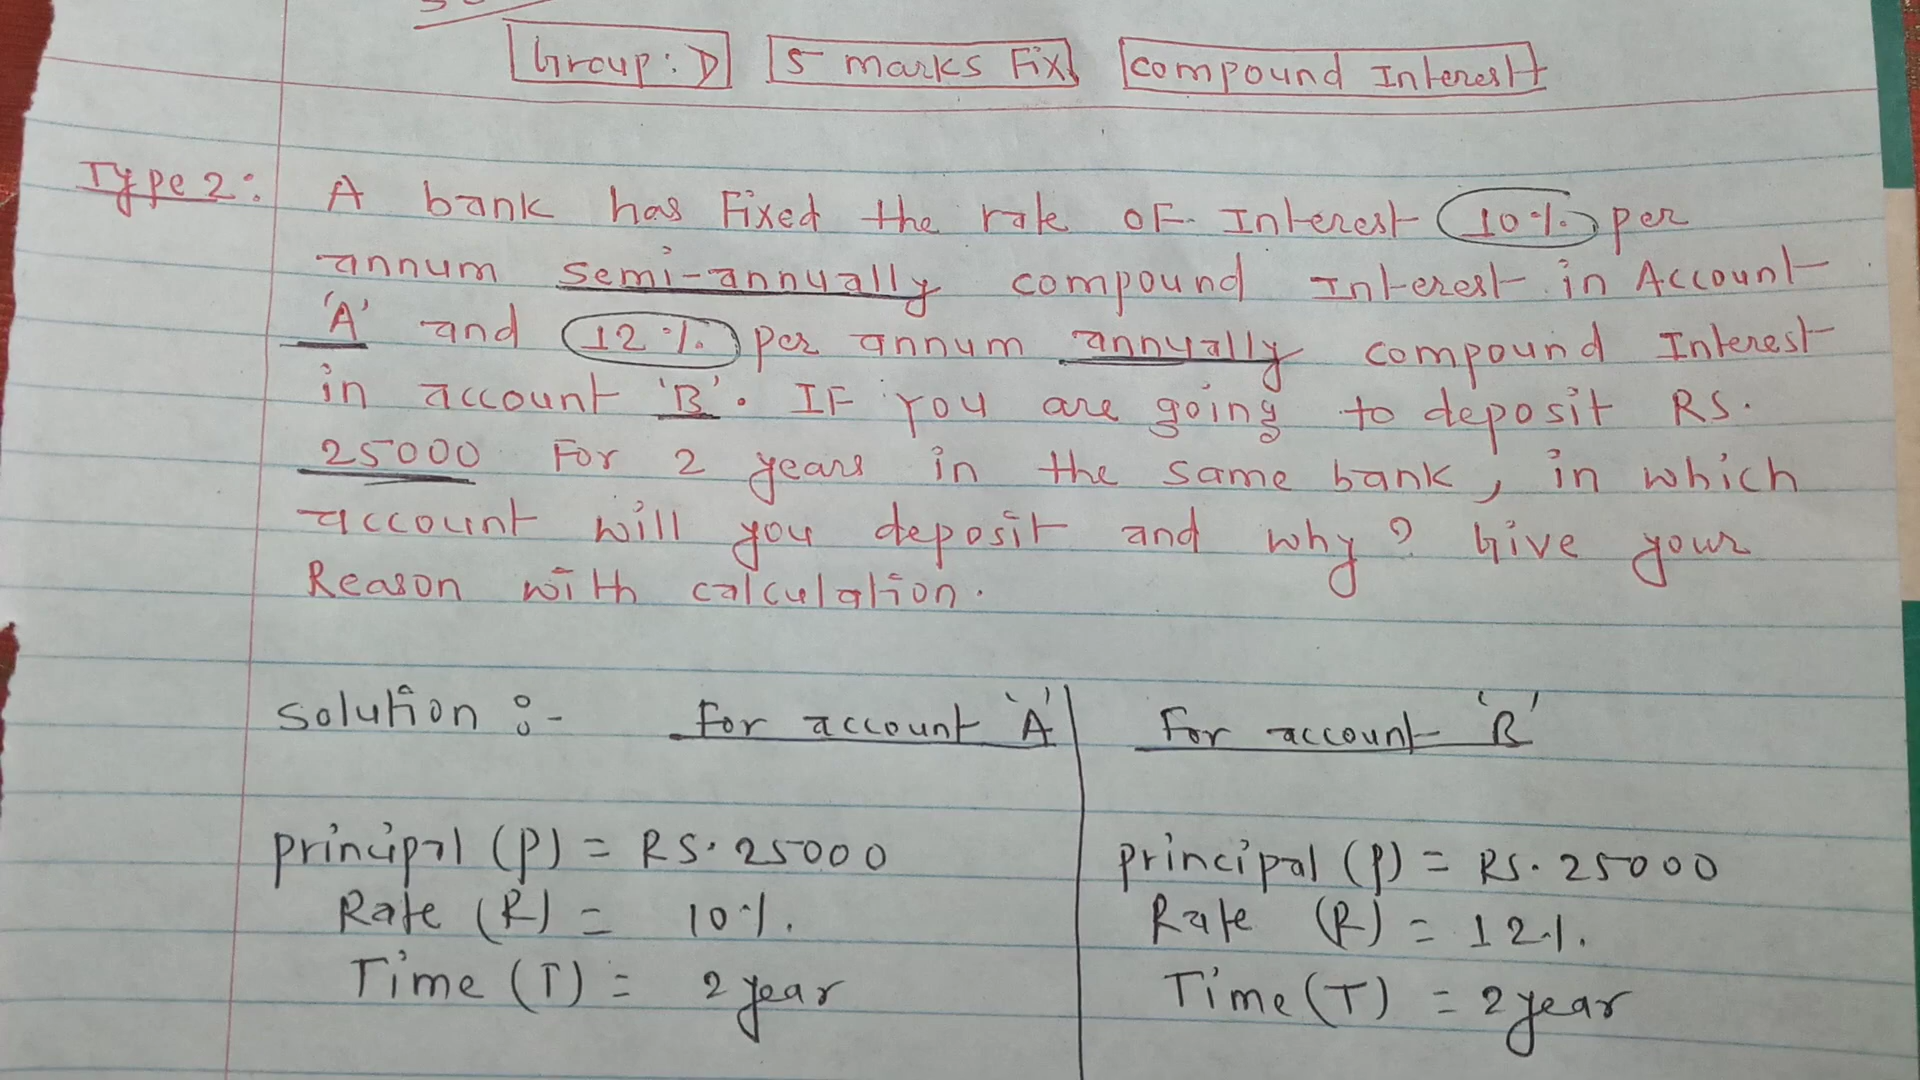 Group: D 5 marks Fix compound Interest
Type 2: A bank has Fixed the rate OF Interest 10% per
annum semi-annually compound Interest in Account
'A' and 12% per annum annually compound Interest
in account 'B'. IF you are going to deposit RS.
25000 For 2 years in the same bank, in which
account will you deposit and why? Give your
Reason with calculation.
Solution :- For account 'A' For account 'B'
principal (P) = RS. 25000 principal (P) = RS. 25000
Rate (R) = 10%. Rate (R) = 12%.
Time (T) = 2 year Time (T) = 2 year